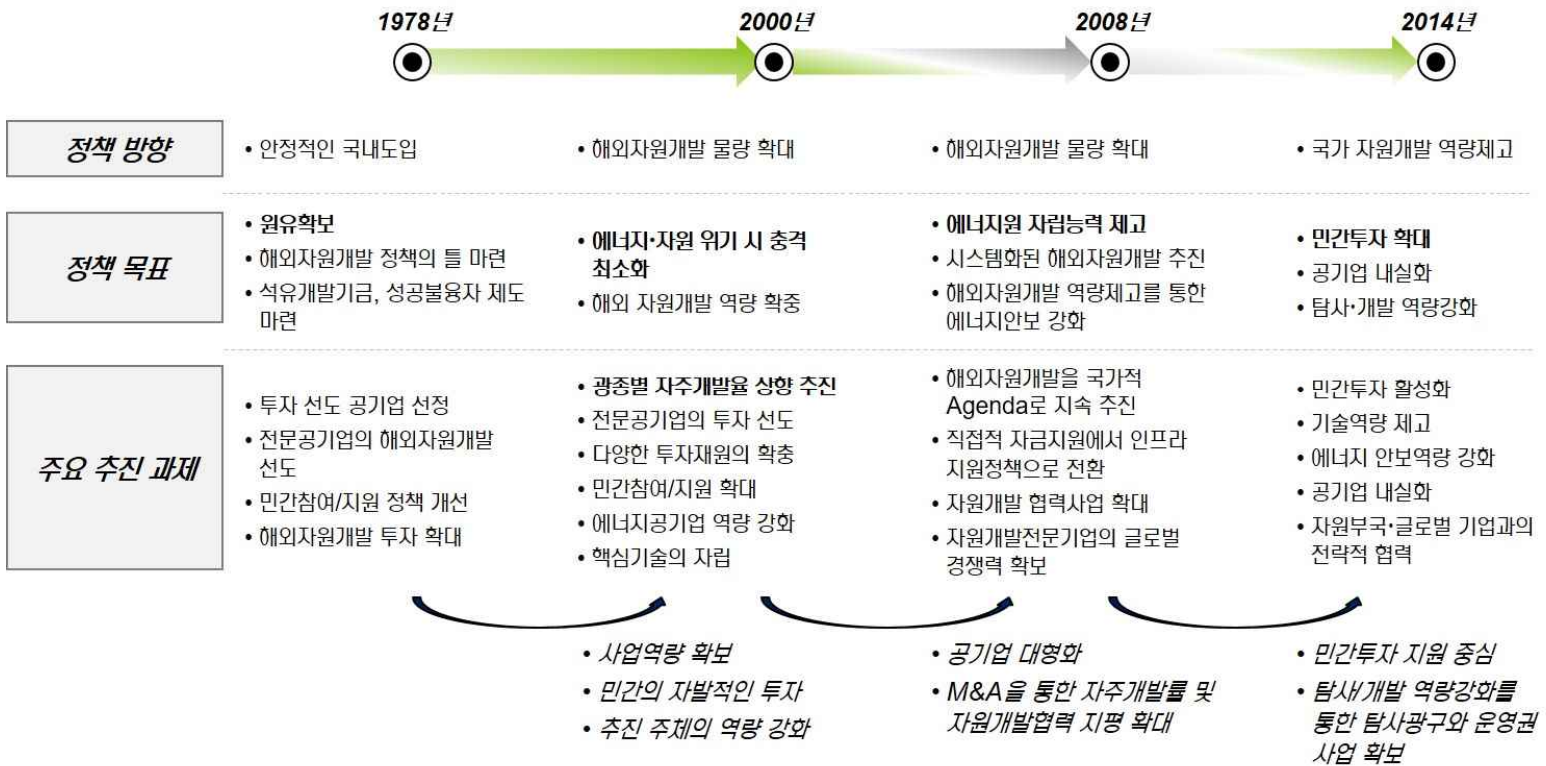 1978년
2000년
2008년
2014년
정책 방향
• 안정적인 국내도입
• 해외자원개발 물량 확대
• 해외자원개발 물량 확대
• 국가 자원개발 역량제고
정책 목표
• 원유확보
• 해외자원개발 정책의 틀 마련
• 석유개발기금, 성공불융자 제도
마련
• 에너지·자원 위기 시 충격
최소화
• 해외 자원개발 역량 확중
• 에너지원 자립능력 제고
• 시스템화된 해외자원개발 추진
• 해외자원개발 역량제고를 통한
에너지안보 강화
• 민간투자 확대
• 공기업 내실화
• 탐사·개발 역량강화
주요 추진 과제
• 투자 선도 공기업 선정
• 전문공기업의 해외자원개발
선도
• 민간참여/지원 정책 개선
• 해외자원개발 투자 확대
• 광종별 자주개발율 상향 추진
• 전문공기업의 투자 선도
• 다양한 투자재원의 확충
• 민간참여/지원 확대
• 에너지공기업 역량 강화
• 핵심기술의 자립
• 해외자원개발을 국가적
Agenda로 지속 추진
• 직접적 자금지원에서 인프라
지원정책으로 전환
• 자원개발 협력사업 확대
• 자원개발전문기업의 글로벌
경쟁력 확보
• 민간투자 활성화
• 기술역량 제고
• 에너지 안보역량 강화
• 공기업 내실화
• 자원부국·글로벌 기업과의
전략적 협력
• 사업역량 확보
• 민간의 자발적인 투자
• 추진 주체의 역량 강화
• 공기업 대형화
• M&A을 통한 자주개발률 및
자원개발협력 지평 확대
• 민간투자 지원 중심
• 탐사/개발 역량강화를
통한 탐사광구와 운영권
사업 확보